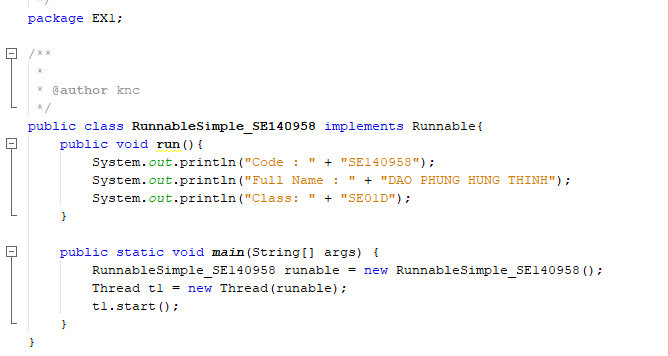 */
package EX1;
/**
*
* @author knc
*/
public class RunnableSimple_SE140958 implements Runnable{
public void run(){
System.out.println("Code : " + "SE140958");
System.out.println("Full Name : " + "DAO PHUNG HUNG THINH");
System.out.println("Class: " + "SE01D");
}
public static void main(String[] args) {
RunnableSimple_SE140958 runable = new RunnableSimple_SE140958();
Thread t1 = new Thread(runable);
t1.start();
}
}